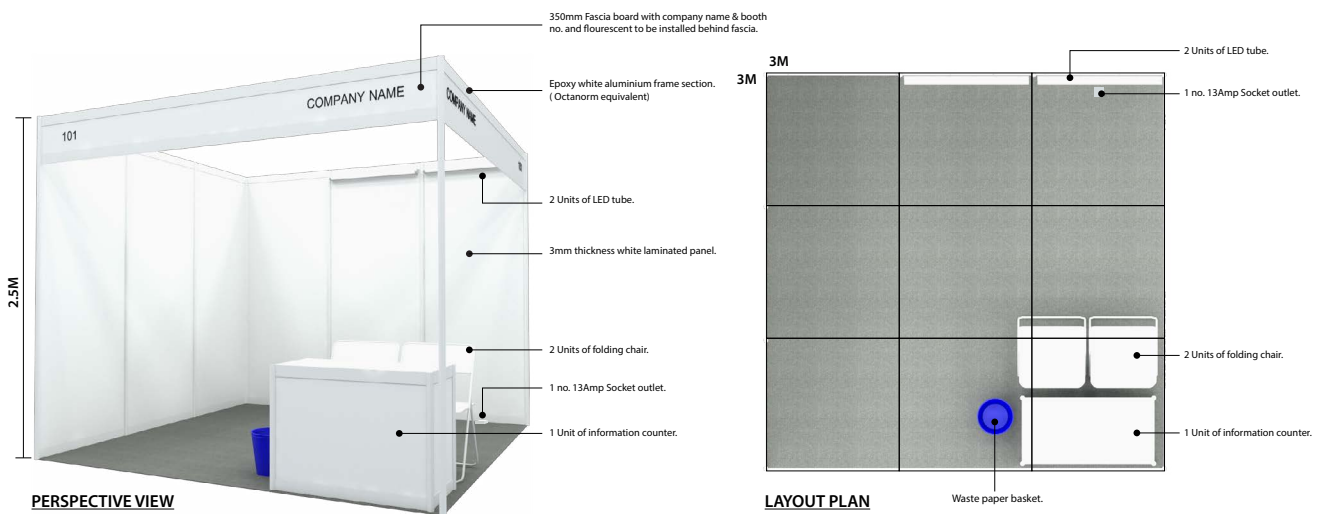 350mm Fascia board with company name & booth
no. and flourescent to be installed behind fascia.
Epoxy white aluminium frame section.
( Octanorm equivalent)
COMPANY NAME
COMPANY NAME
101
2 Units of LED tube.
3mm thickness white laminated panel.
2.5M
2 Units of folding chair.
1 no. 13Amp Socket outlet.
1 Unit of information counter.
PERSPECTIVE VIEW
3M
3M
2 Units of LED tube.
1 no. 13Amp Socket outlet.
2 Units of folding chair.
1 Unit of information counter.
Waste paper basket.
LAYOUT PLAN